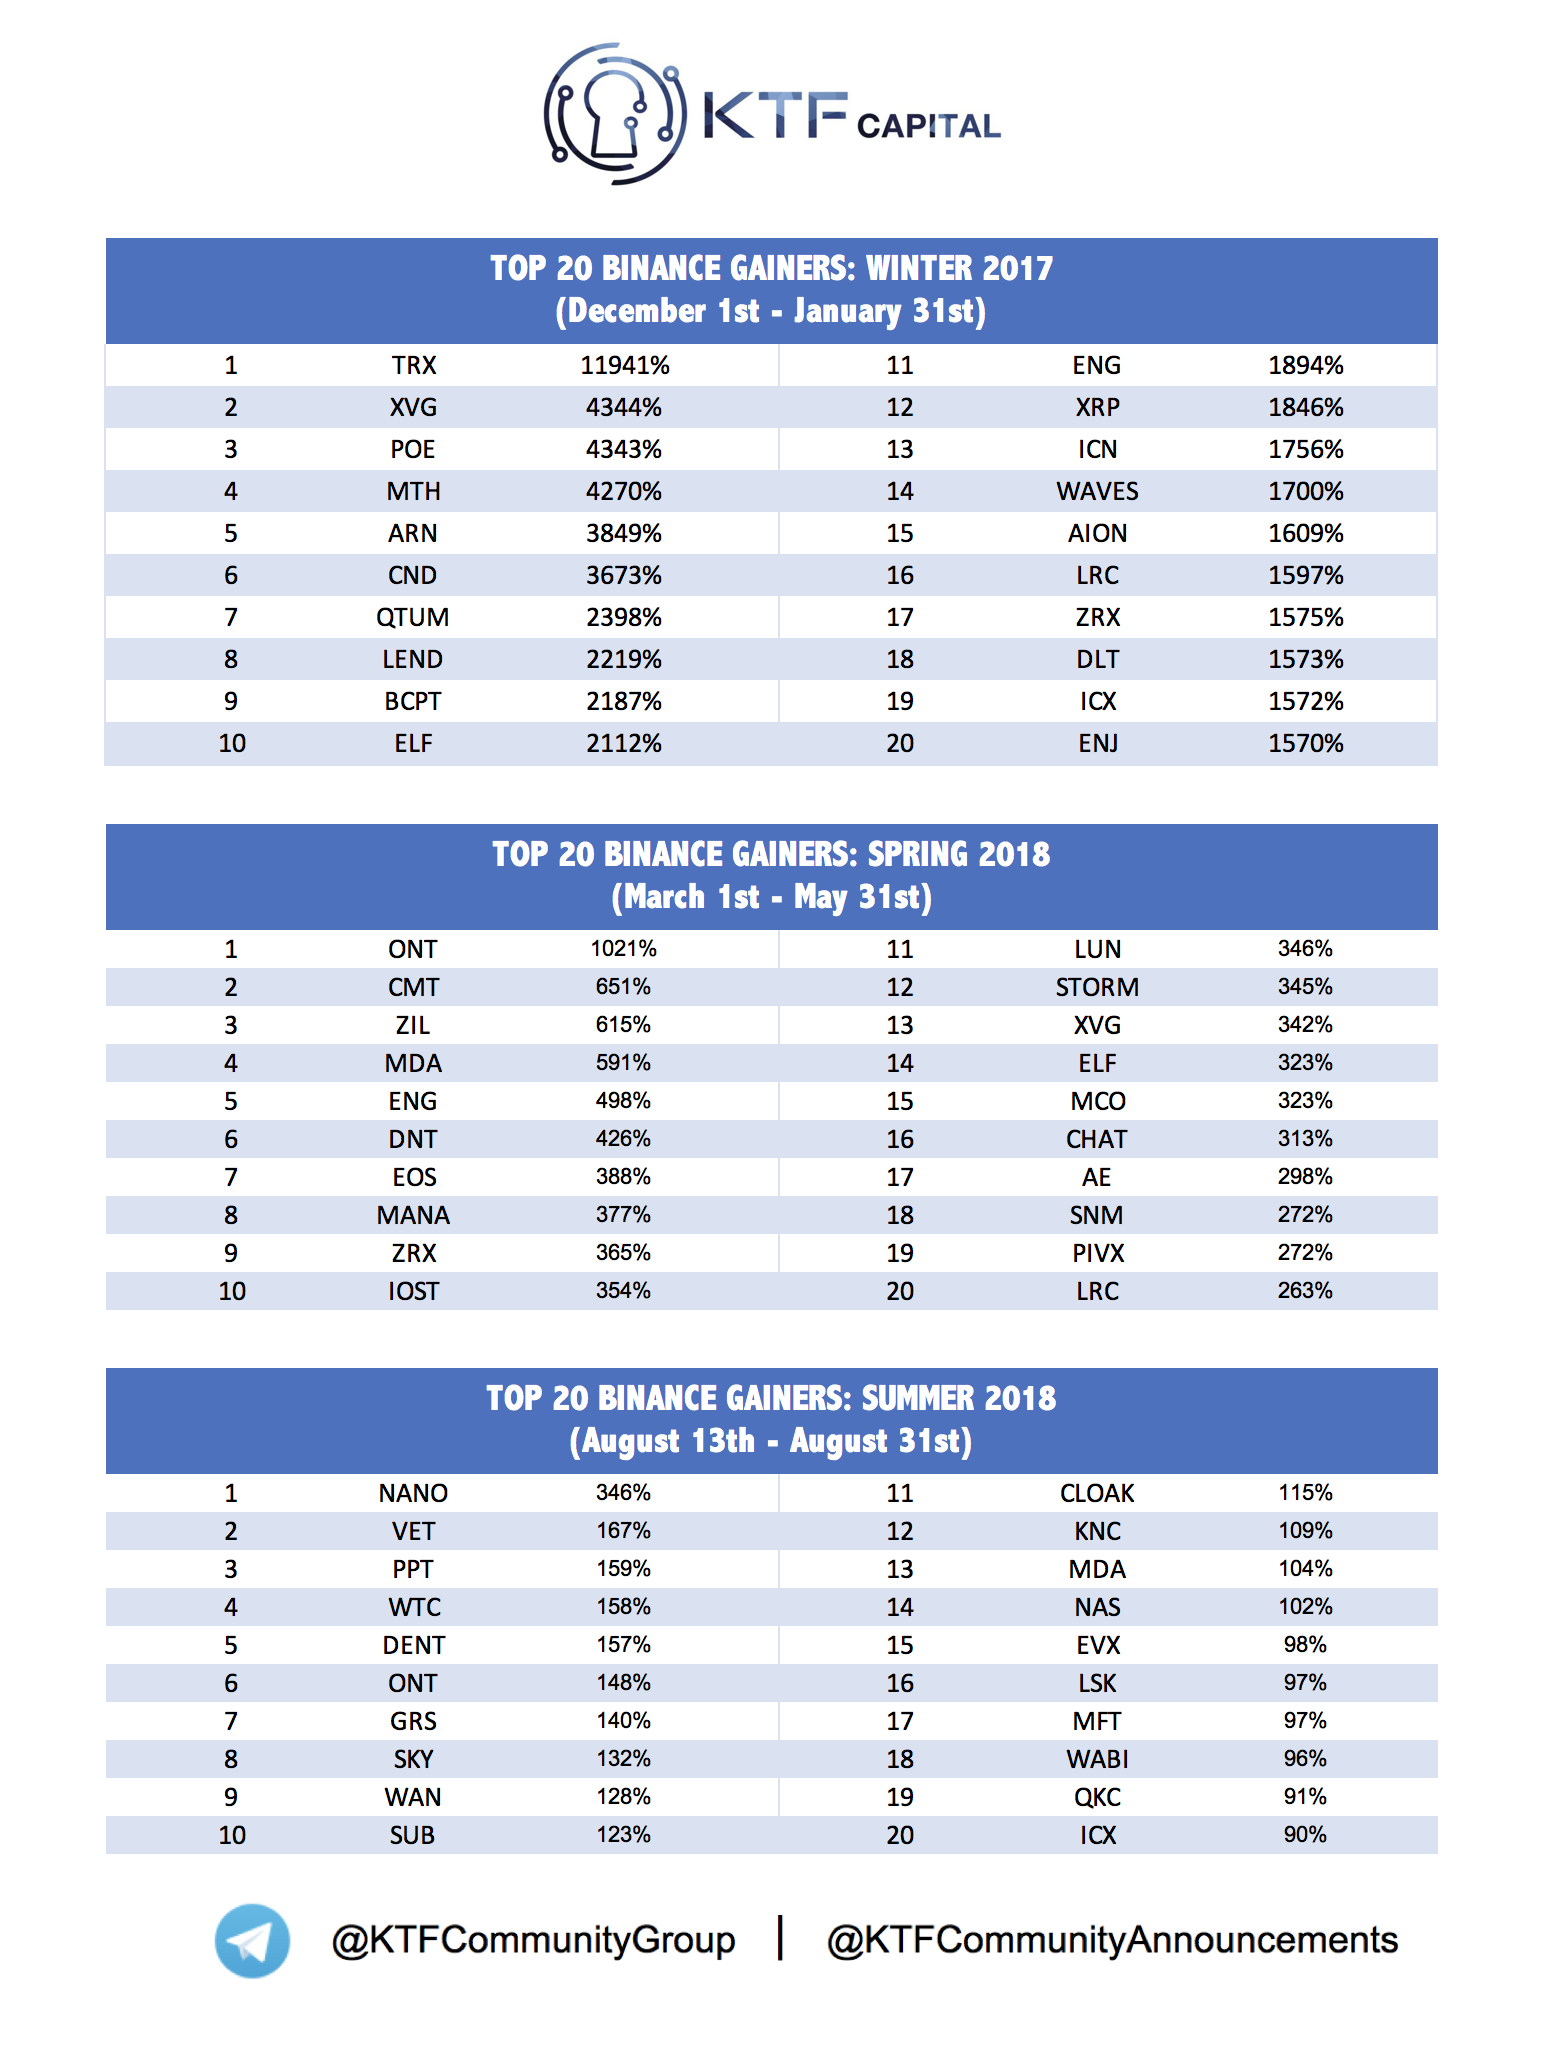 KTF CAPITAL
TOP 20 BINANCE GAINERS: WINTER 2017
(December 1st - January 31st)
1 TRX 11941% 11 ENG 1894%
2 XVG 4344% 12 XRP 1846%
3 POE 4343% 13 ICN 1756%
4 MTH 4270% 14 WAVES 1700%
5 ARN 3849% 15 AION 1609%
6 CND 3673% 16 LRC 1597%
7 QTUM 2398% 17 ZRX 1575%
8 LEND 2219% 18 DLT 1573%
9 BCPT 2187% 19 ICX 1572%
10 ELF 2112% 20 ENJ 1570%
TOP 20 BINANCE GAINERS: SPRING 2018
(March 1st - May 31st)
1 ONT 1021% 11 LUN 346%
2 CMT 651% 12 STORM 345%
3 ZIL 615% 13 XVG 342%
4 MDA 591% 14 ELF 323%
5 ENG 498% 15 MCO 323%
6 DNT 426% 16 CHAT 313%
7 EOS 388% 17 AE 298%
8 MANA 377% 18 SNM 272%
9 ZRX 365% 19 PIVX 272%
10 IOST 354% 20 LRC 263%
TOP 20 BINANCE GAINERS: SUMMER 2018
(August 13th - August 31st)
1 NANO 346% 11 CLOAK 115%
2 VET 167% 12 KNC 109%
3 PPT 159% 13 MDA 104%
4 WTC 158% 14 NAS 102%
5 DENT 157% 15 EVX 98%
6 ONT 148% 16 LSK 97%
7 GRS 140% 17 MFT 97%
8 SKY 132% 18 WABI 96%
9 WAN 128% 19 QKC 91%
10 SUB 123% 20 ICX 90%
@KTFCommunityGroup | @KTFCommunityAnnouncements